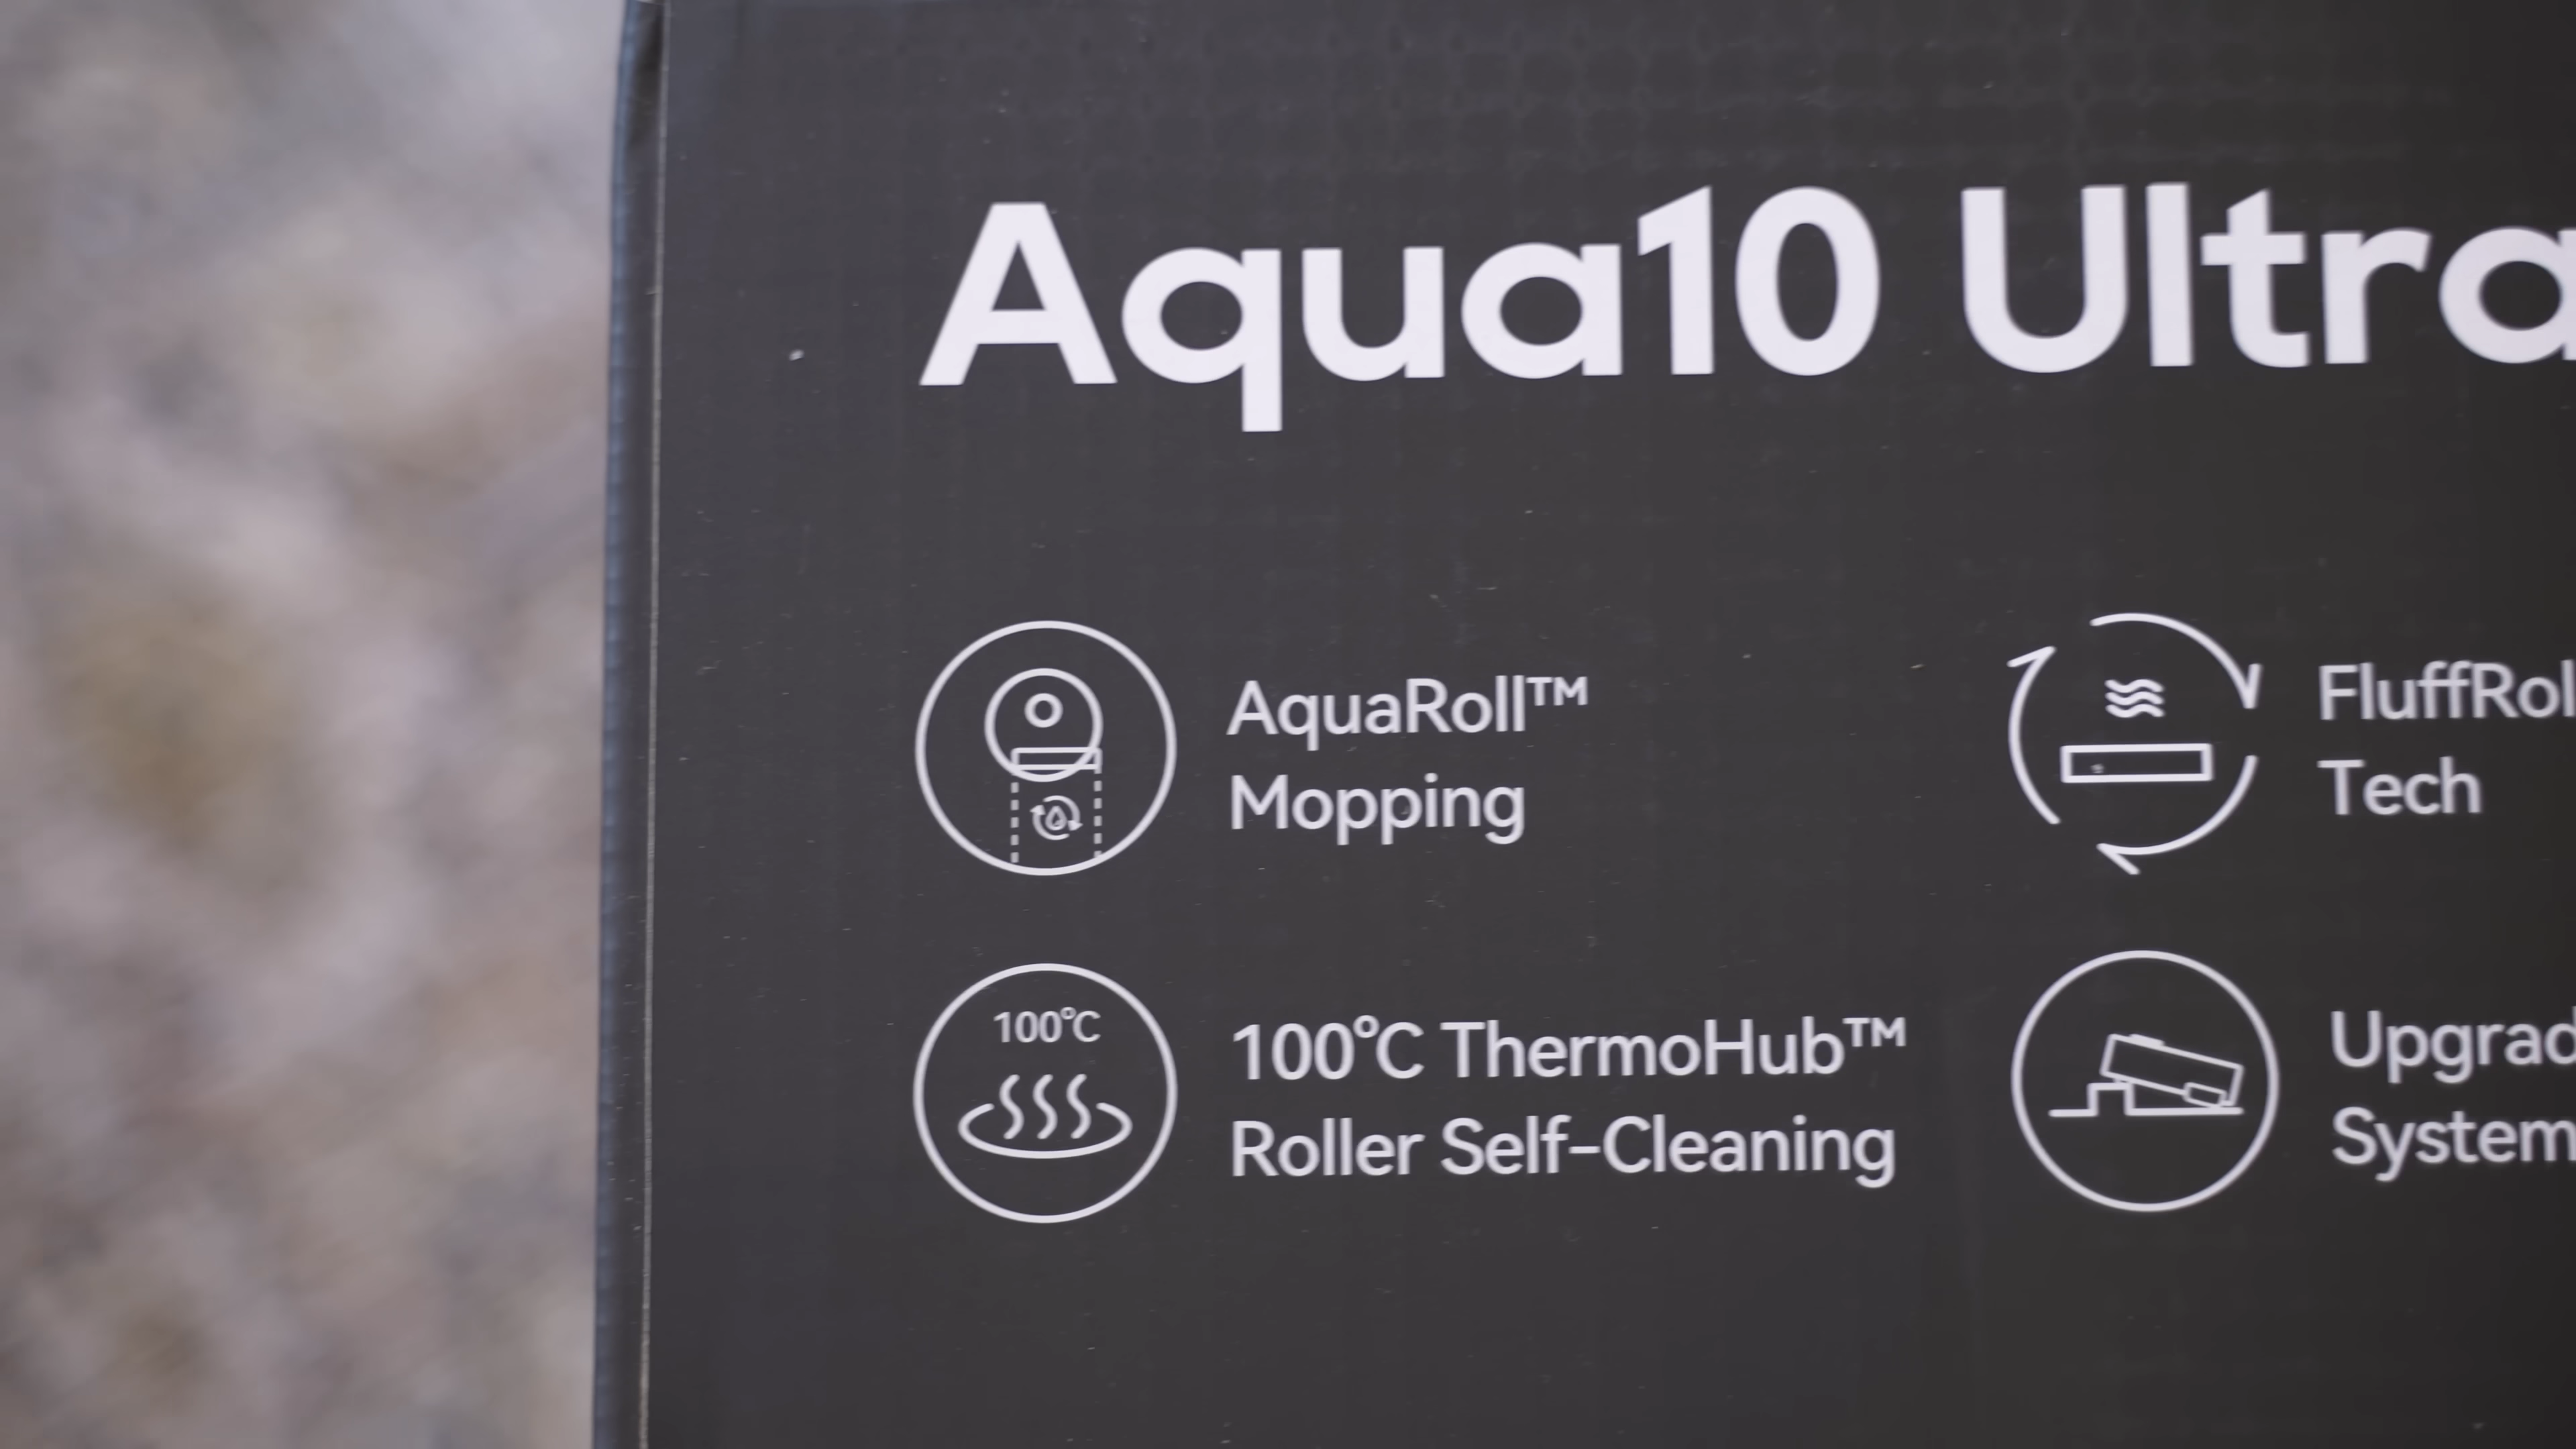 Aqua10 Ultra
AquaRoll™
Mopping
FluffRol
Tech
100°C
100°C ThermoHub™
Roller Self-Cleaning
Upgrad
System